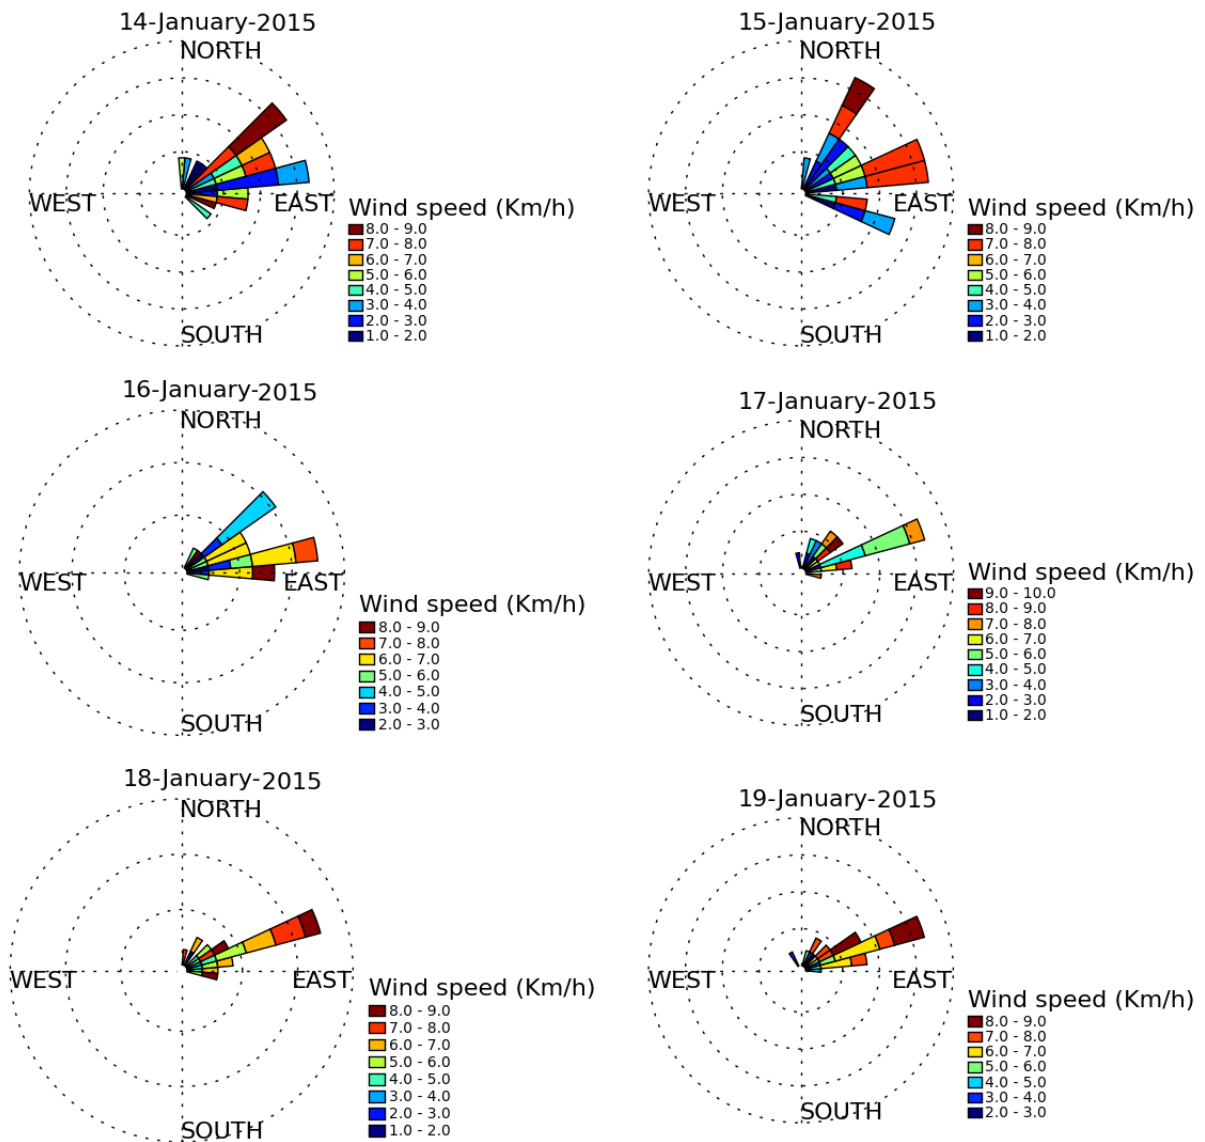 14-January-2015
NORTH
WEST
EAST
SOUTH
Wind speed (Km/h)
8.0 - 9.0
7.0 - 8.0
6.0 - 7.0
5.0 - 6.0
4.0 - 5.0
3.0 - 4.0
2.0 - 3.0
1.0 - 2.0
15-January-2015
NORTH
WEST
EAST
SOUTH
Wind speed (Km/h)
8.0 - 9.0
7.0 - 8.0
6.0 - 7.0
5.0 - 6.0
4.0 - 5.0
3.0 - 4.0
2.0 - 3.0
1.0 - 2.0
16-January-2015
NORTH
WEST
EAST
SOUTH
Wind speed (Km/h)
8.0 - 9.0
7.0 - 8.0
6.0 - 7.0
5.0 - 6.0
4.0 - 5.0
3.0 - 4.0
2.0 - 3.0
17-January-2015
NORTH
WEST
EAST
SOUTH
Wind speed (Km/h)
9.0 - 10.0
8.0 - 9.0
7.0 - 8.0
6.0 - 7.0
5.0 - 6.0
4.0 - 5.0
3.0 - 4.0
2.0 - 3.0
1.0 - 2.0
18-January-2015
NORTH
WEST
EAST
SOUTH
Wind speed (Km/h)
8.0 - 9.0
7.0 - 8.0
6.0 - 7.0
5.0 - 6.0
4.0 - 5.0
3.0 - 4.0
2.0 - 3.0
1.0 - 2.0
19-January-2015
NORTH
WEST
EAST
SOUTH
Wind speed (Km/h)
8.0 - 9.0
7.0 - 8.0
6.0 - 7.0
5.0 - 6.0
4.0 - 5.0
3.0 - 4.0
2.0 - 3.0